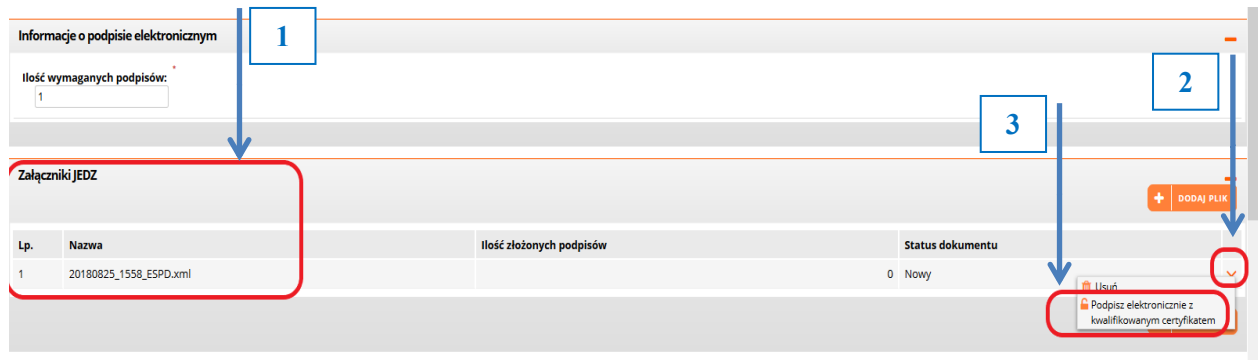 1
Informacje o podpisie elektronicznym
2
Ilość wymaganych podpisów: *
1
3
Załączniki JEDZ
+ DODAJ PLIK
Lp. Nazwa Ilość złożonych podpisów Status dokumentu
1 20180825_1558_ESPD.xml 0 Nowy
Usuń
Podpisz elektronicznie z
kwalifikowanym certyfikatem